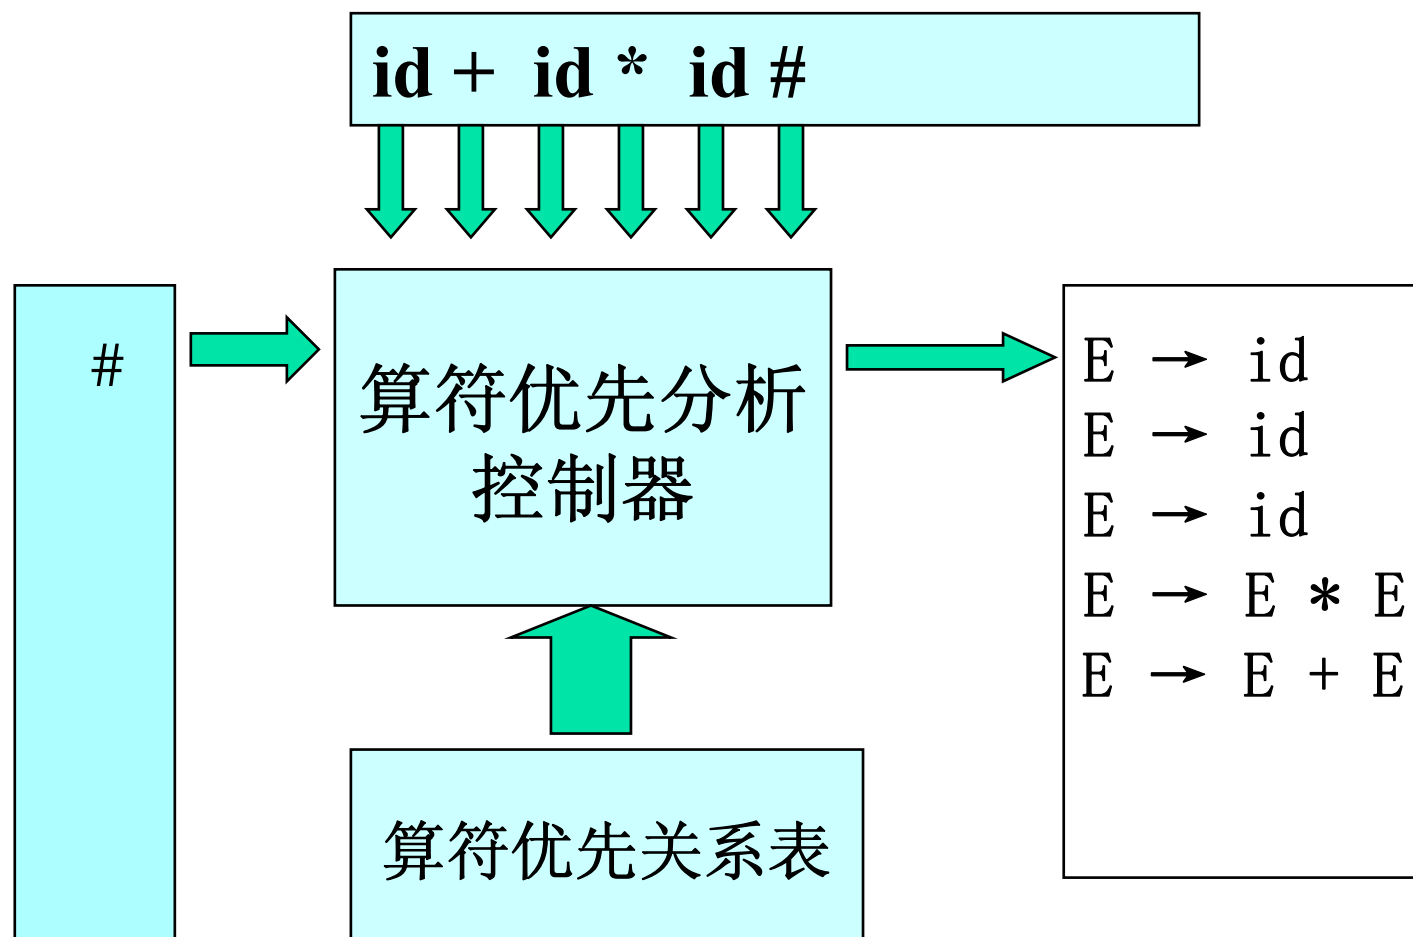 id + id * id #
#
算符优先分析
控制器
E → id
E → id
E → id
E → E * E
E → E + E
算符优先关系表